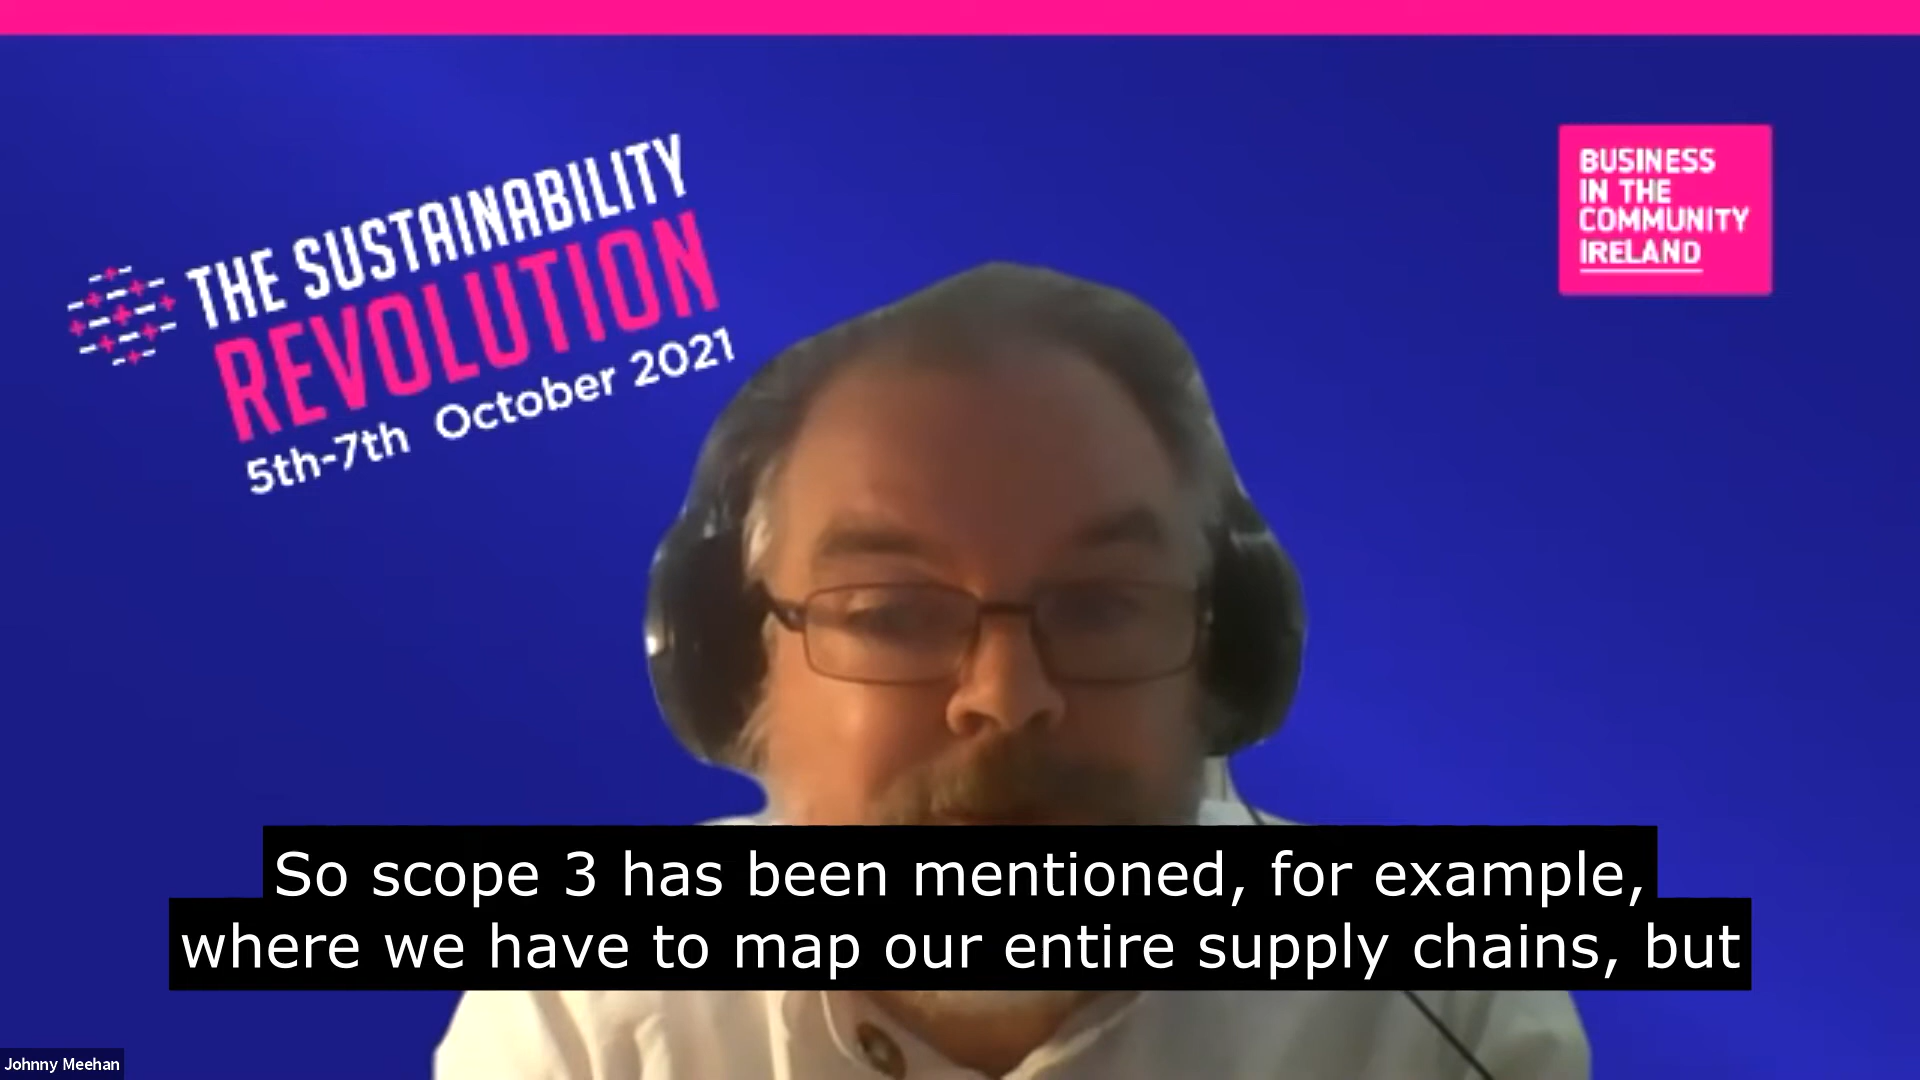 THE SUSTAINABILITY
REVOLUTION
5th-7th October 2021
BUSINESS
IN THE
COMMUNITY
IRELAND
So scope 3 has been mentioned, for example,
where we have to map our entire supply chains, but
Johnny Meehan